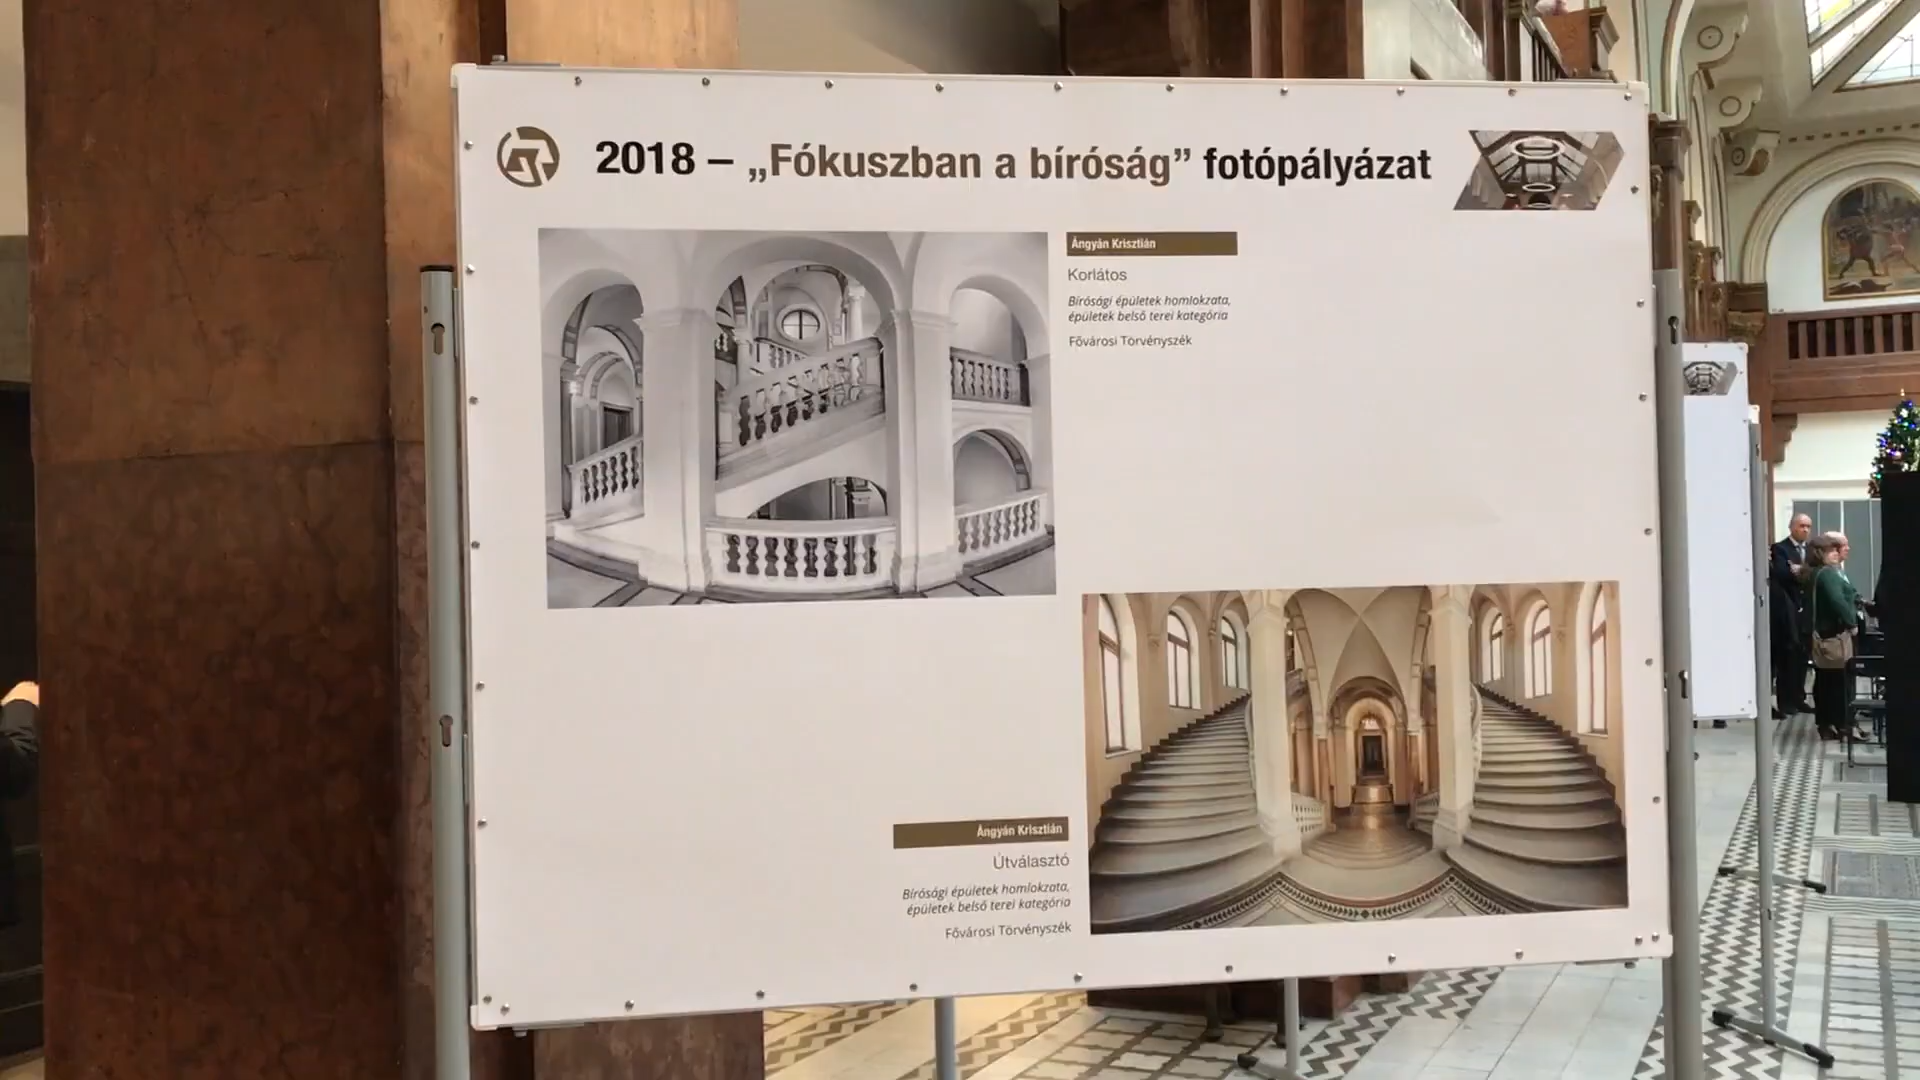 2018 – „Fókuszban a bíróság” fotópályázat
Ángyán Krisztián
Korlátos
Bírósági épületek homlokzata,
épületek belső terei kategória
Fővárosi Törvényszék
Ángyán Krisztián
Útválasztó
Bírósági épületek homlokzata,
épületek belső terei kategória
Fővárosi Törvényszék